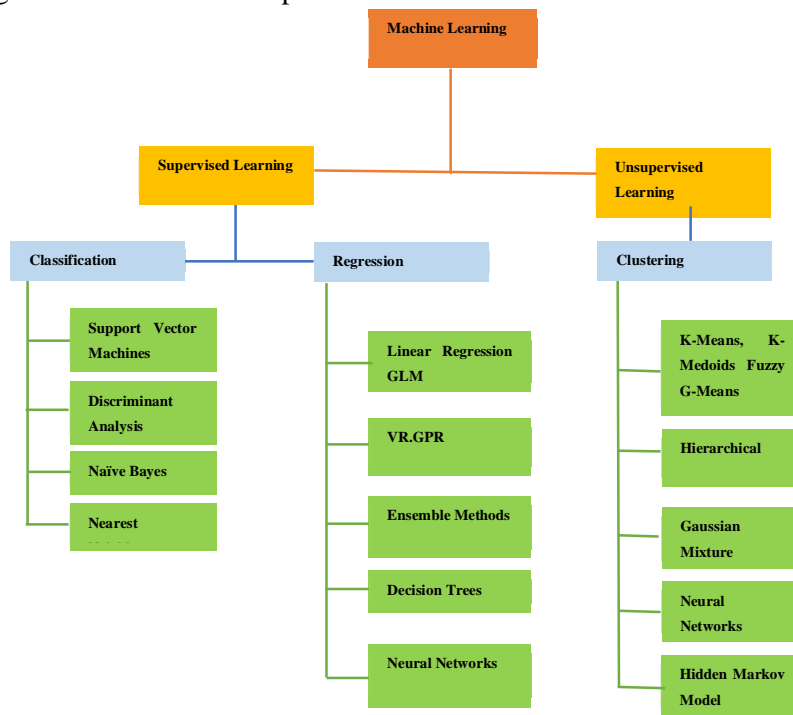 Machine Learning
Supervised Learning
Unsupervised
Learning
Classification
Regression
Clustering
Support Vector
Machines
Discriminant
Analysis
Naïve Bayes
Nearest
Linear Regression
GLM
VR.GPR
Ensemble Methods
Decision Trees
Neural Networks
K-Means, K-
Medoids Fuzzy
G-Means
Hierarchical
Gaussian
Mixture
Neural
Networks
Hidden Markov
Model